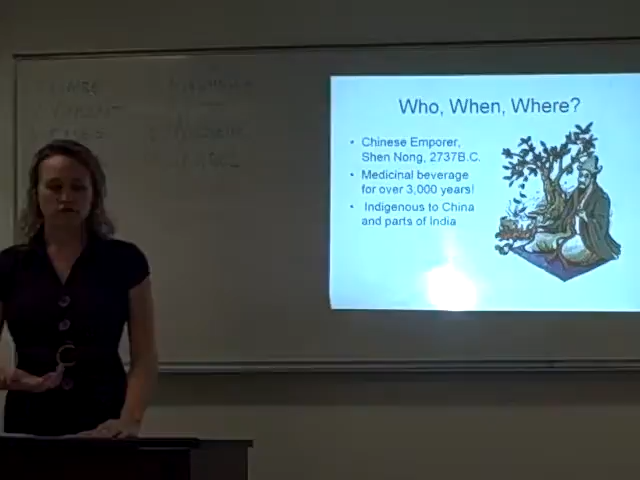 Who, When, Where?
• Chinese Emporer,
Shen Nong, 2737B.C.
• Medicinal beverage
for over 3,000 years!
• Indigenous to China
and parts of India